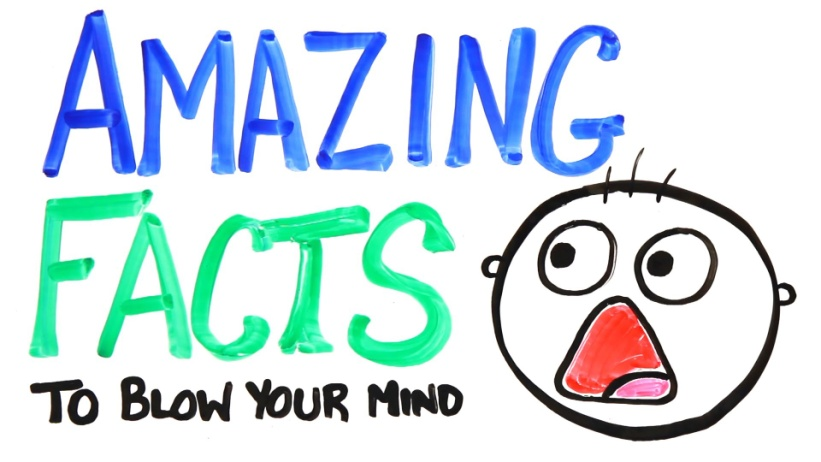 AMAZING
FACTS
TO BLOW YOUR MIND